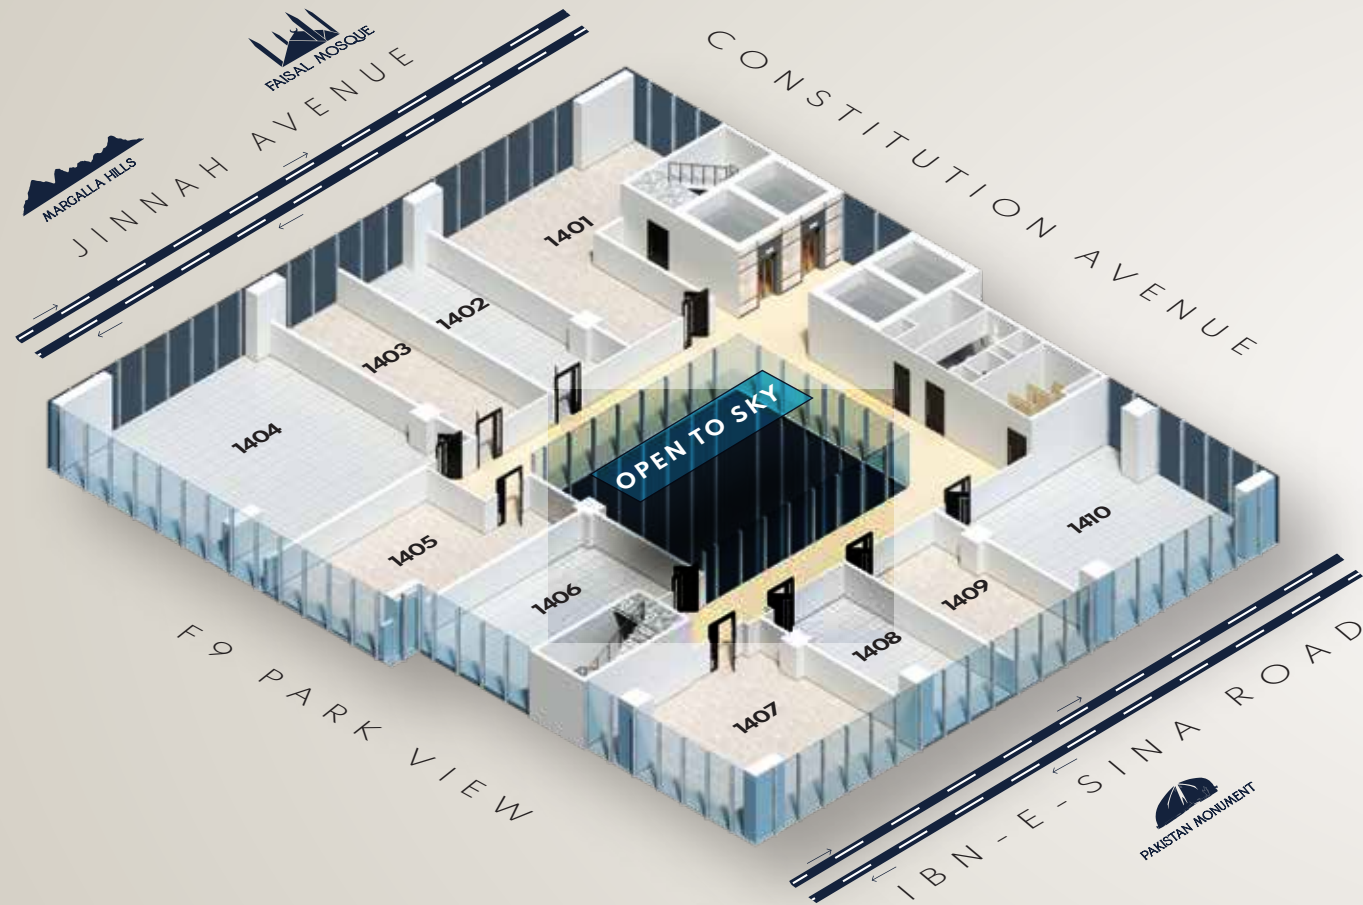 FAISAL MOSQUE
JINNAH AVENUE
MARGALLA HILLS
CONSTITUTION AVENUE
1401
1402
1403
1404
OPEN TO SKY
1405
1406
1407
1408
1409
1410
F9 PARK VIEW
IBN-E-SINA ROAD
PAKISTAN MONUMENT